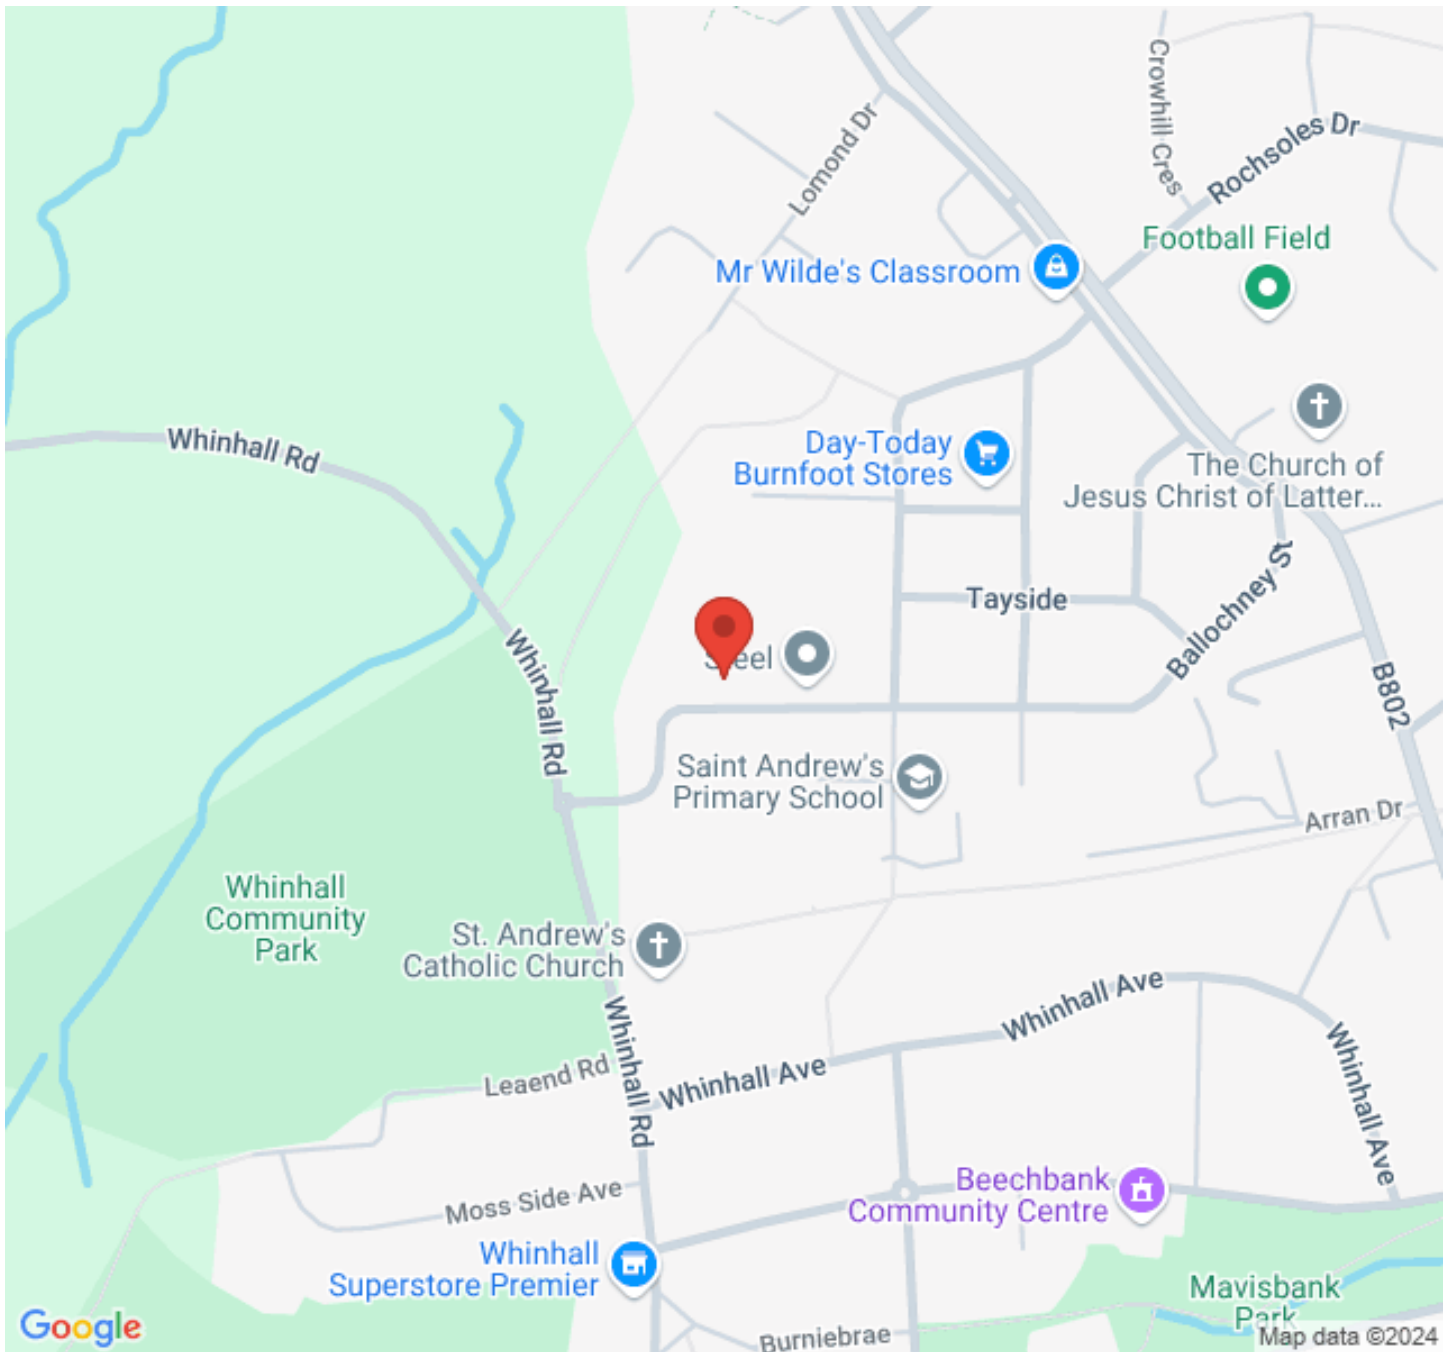 Crowhill Cres
Rochsoles Dr
Lomond Dr
Football Field
Mr Wilde's Classroom
Whinhall Rd
Day-Today
Burnfoot Stores
The Church of
Jesus Christ of Latter...
Tayside
Ballochney St
Whinhall Rd
Steel
B802
Saint Andrew's
Primary School
Arran Dr
Whinhall
Community
Park
St. Andrew's
Catholic Church
Whinhall Ave
Whinhall Rd
Leaend Rd
Whinhall Ave
Whinhall Ave
Moss Side Ave
Beechbank
Community Centre
Whinhall
Superstore Premier
Mavisbank
Park
Burniebrae
Google
Map data ©2024